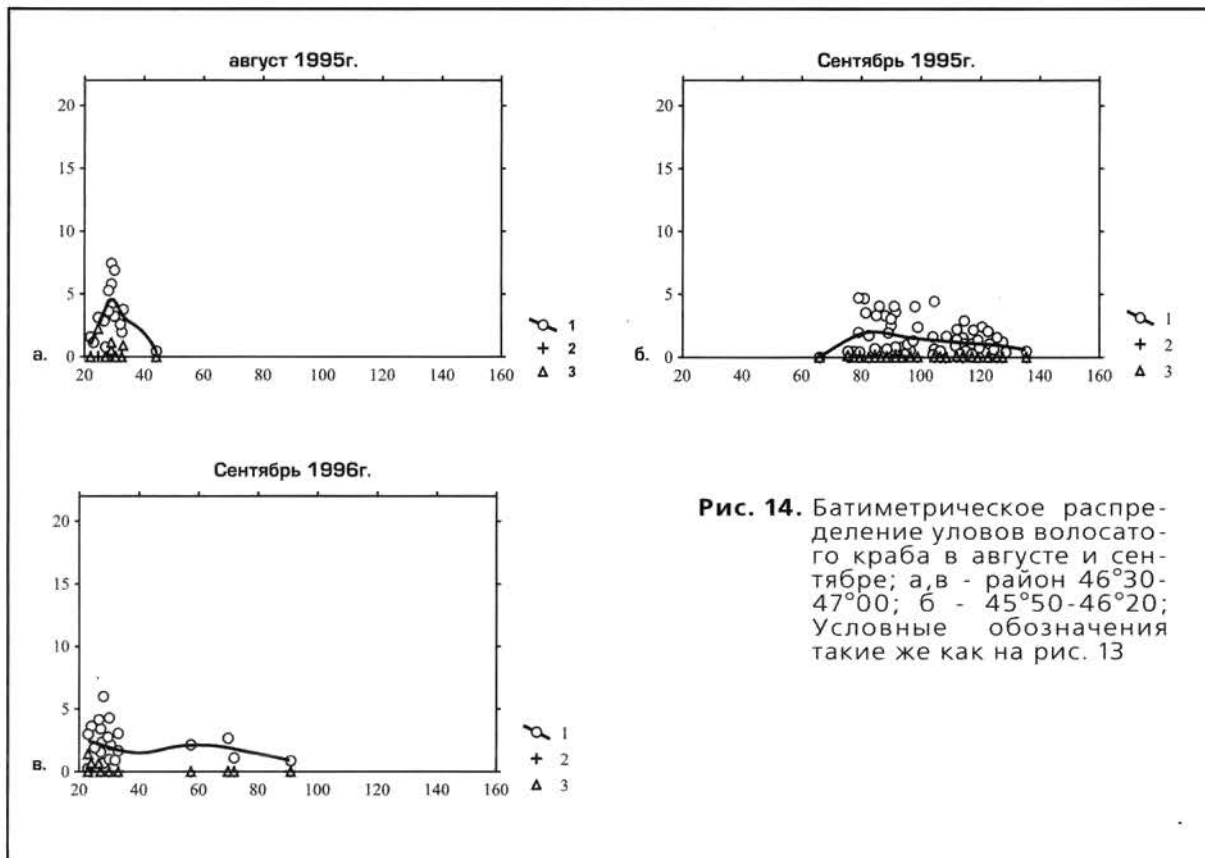 август 1995г.
20 40 60 80 100 120 140 160
20
15
10
5
0
а.
1
2
3
Сентябрь 1995г.
20
15
10
5
0
20 40 60 80 100 120 140 160
б.
1
2
3
Сентябрь 1996г.
20
15
10
5
0
20 40 60 80 100 120 140 160
в.
1
2
3
Рис. 14. Батиметрическое распре-
деление уловов волосато-
го краба в августе и сен-
тябре; а,в - район 46°30-
47°00; б - 45°50-46°20;
Условные обозначения
такие же как на рис. 13